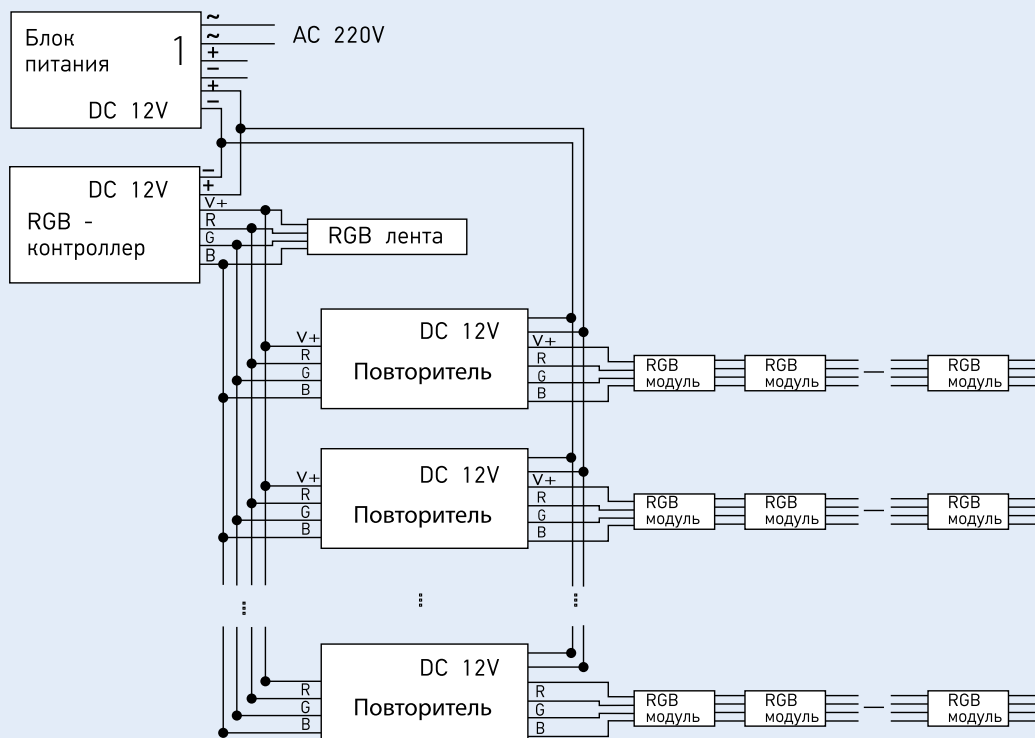 ~
~
+
−
+
−
AC 220V
Блок
питания
1
DC 12V
−
+
DC 12V
V+
R
G
B
RGB -
контроллер
RGB лента
DC 12V
Повторитель
V+
R
G
B
V+
R
G
B
RGB
модуль
RGB
модуль
—
RGB
модуль
DC 12V
Повторитель
V+
R
G
B
V+
R
G
B
RGB
модуль
RGB
модуль
—
RGB
модуль
...
...
...
DC 12V
Повторитель
R
G
B
R
G
B
RGB
модуль
RGB
модуль
—
RGB
модуль